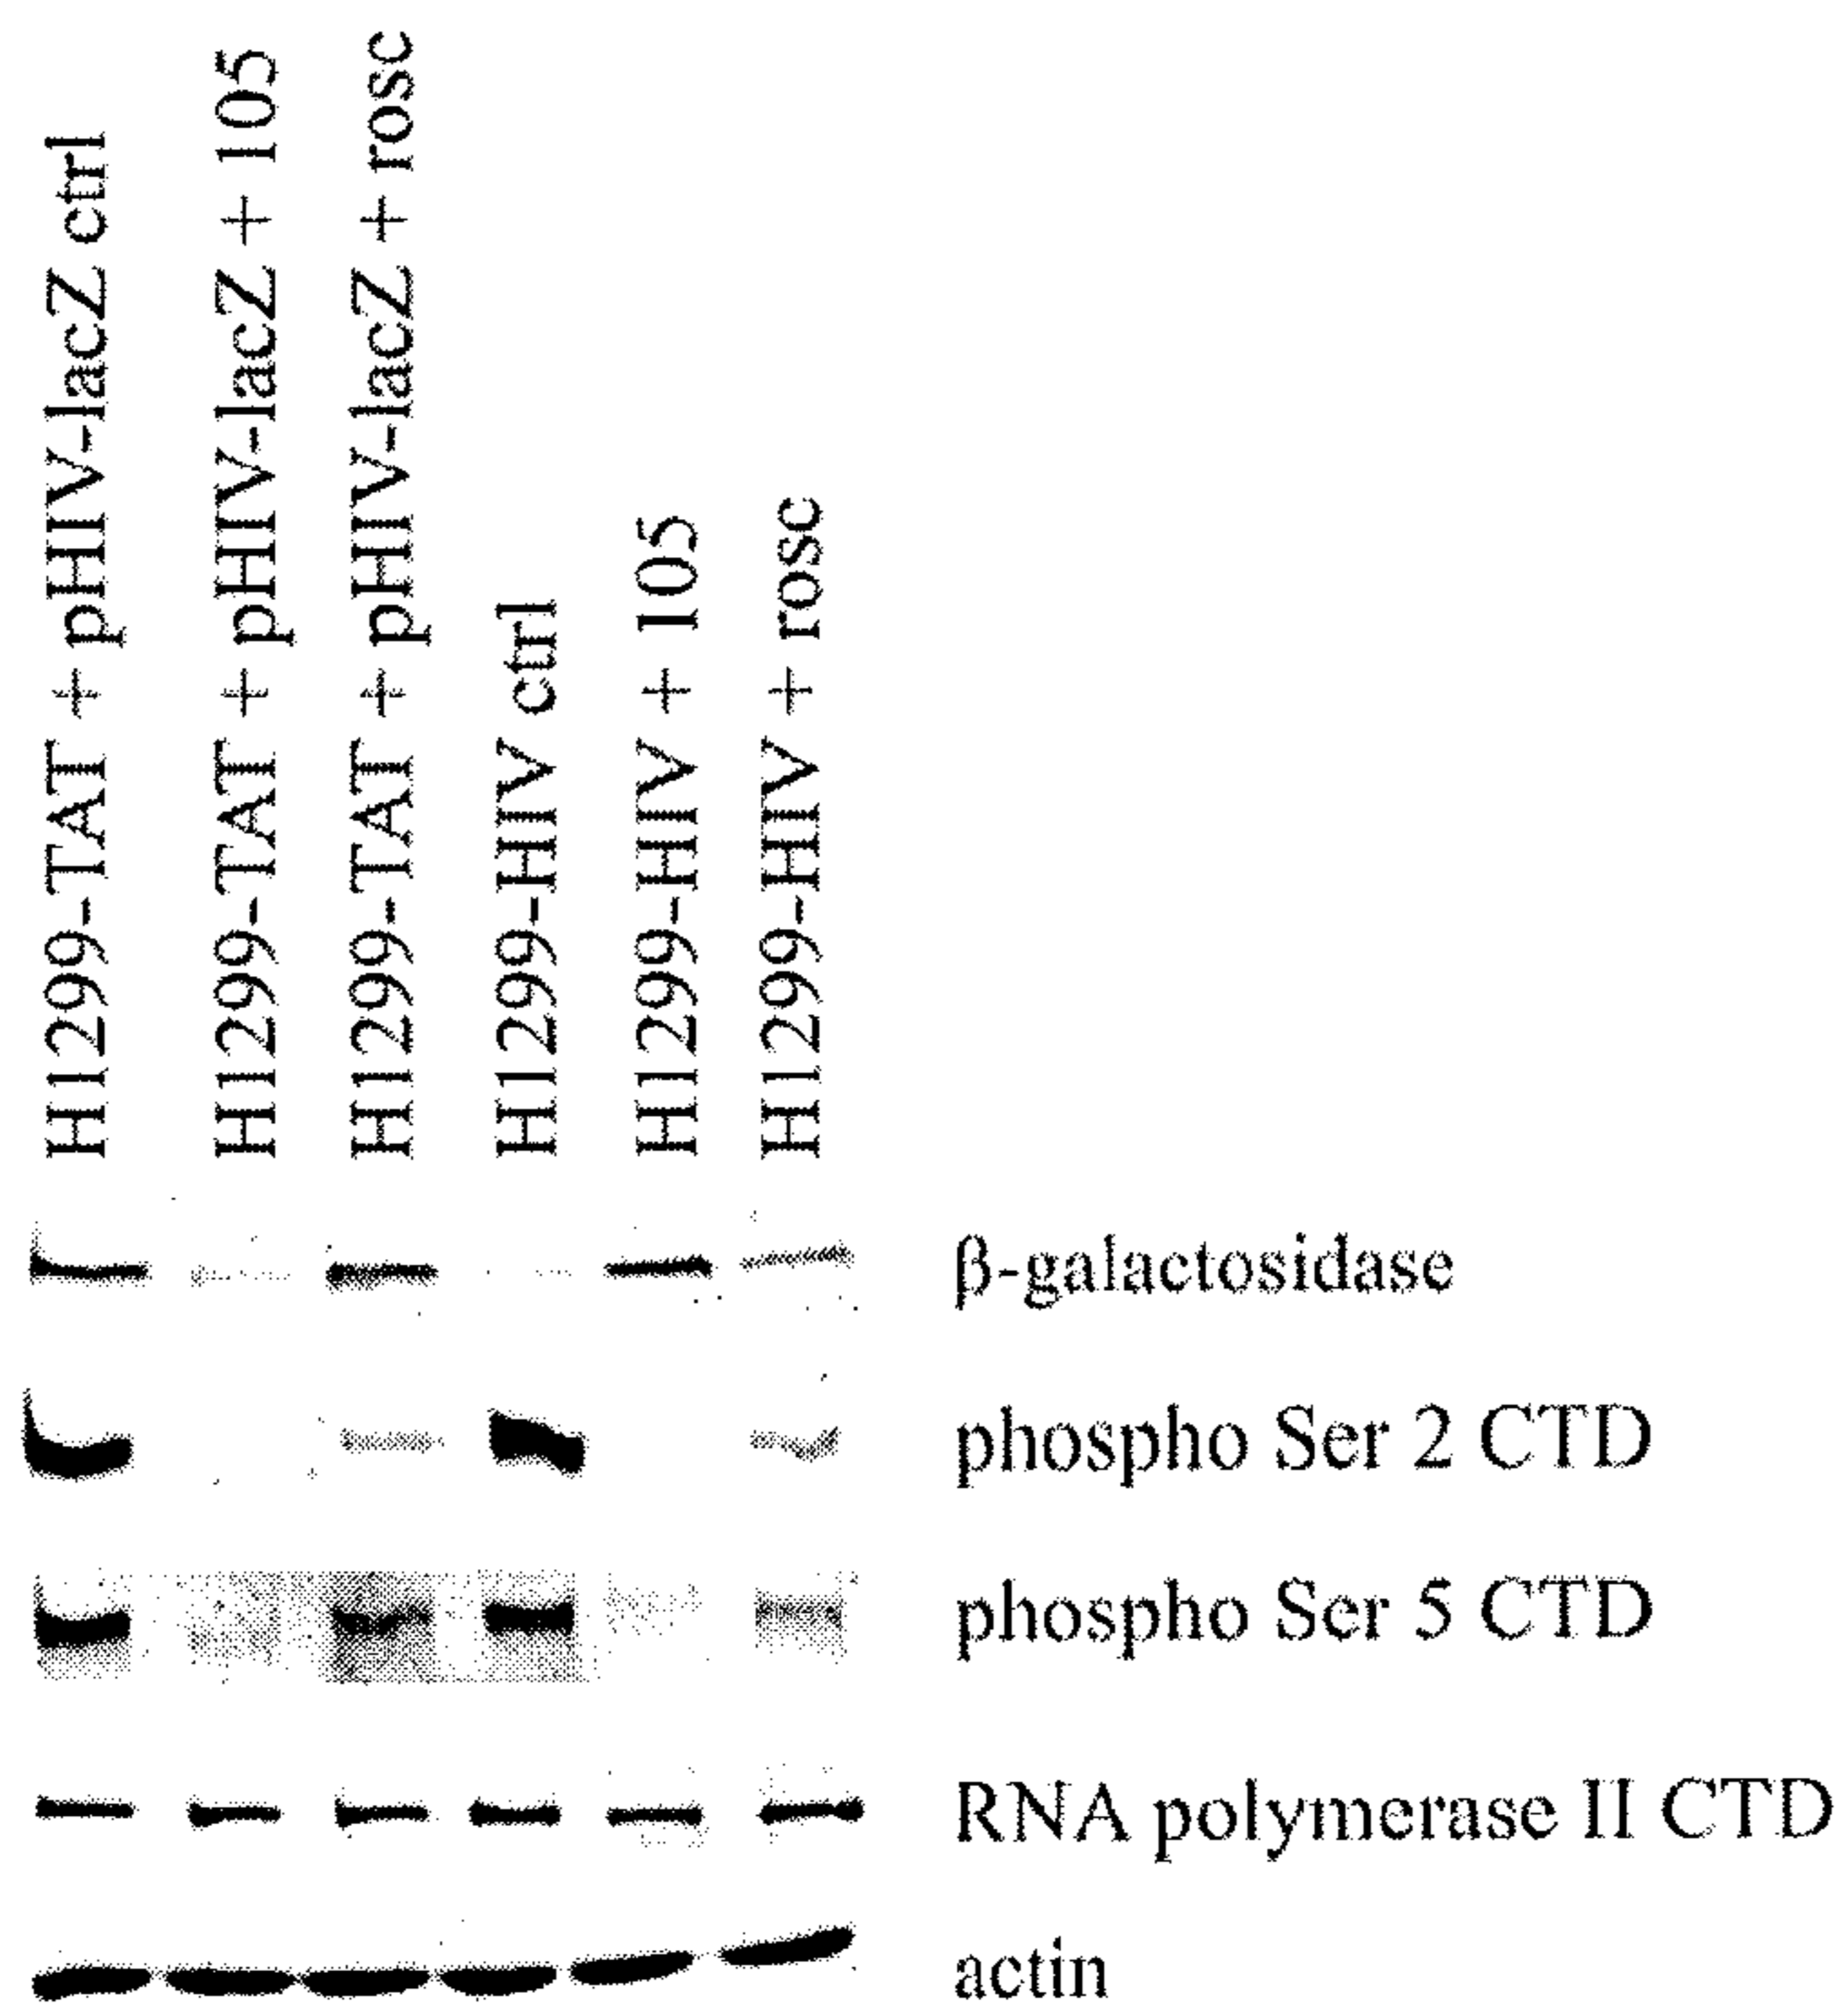 H1299-TAT + pHIV-lacZ ctrl
H1299-TAT + pHIV-lacZ + 105
H1299-TAT + pHIV-lacZ + rosc
H1299-HIV ctrl
H1299-HIV + 105
H1299-HIV + rosc
β-galactosidase
phospho Ser 2 CTD
phospho Ser 5 CTD
RNA polymerase II CTD
actin